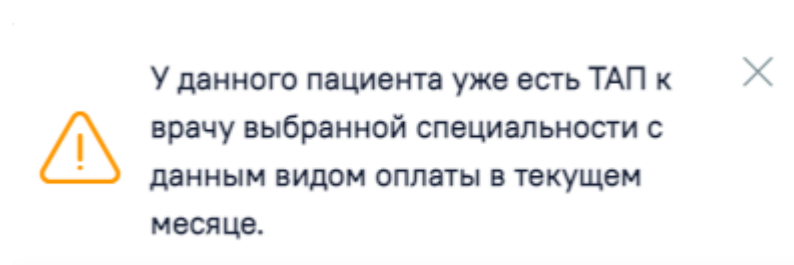 У данного пациента уже есть ТАП к
врачу выбранной специальности с
данным видом оплаты в текущем
месяце.